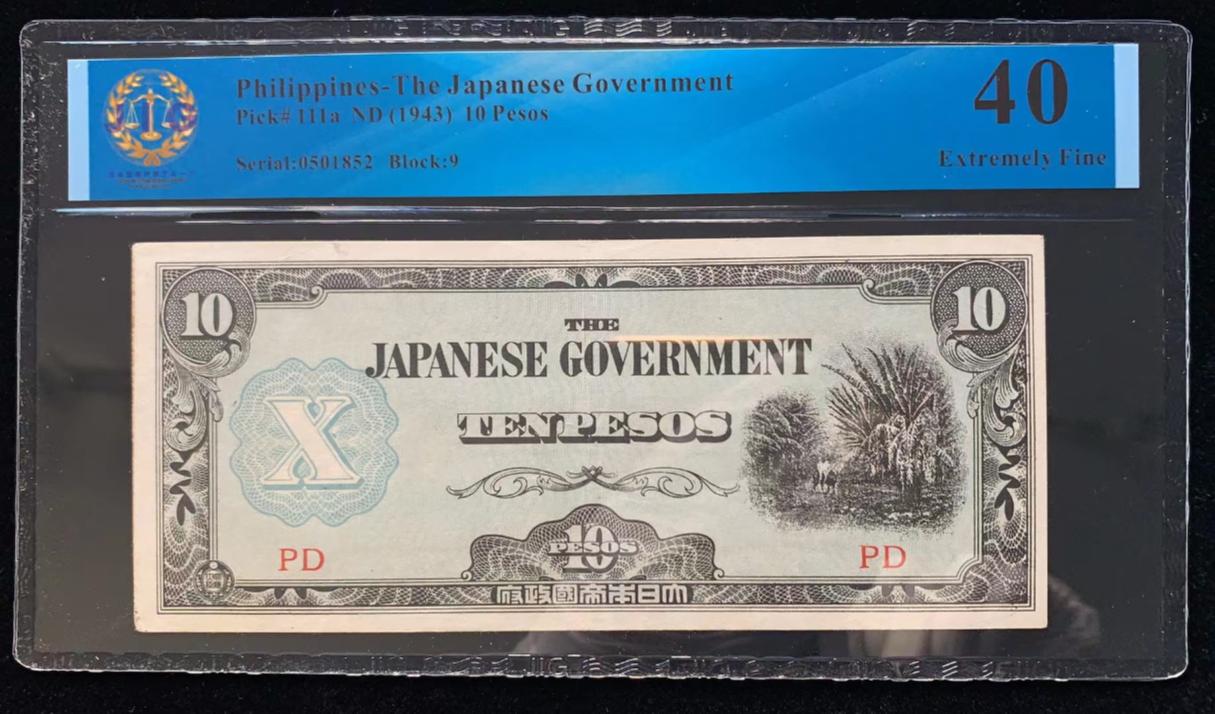 Philippines-The Japanese Government
Pick# 111a ND (1943) 10 Pesos
Serial:0501852 Block:9
40
Extremely Fine
10
10
THE
JAPANESE GOVERNMENT
X
TEN PESOS
PD
10
PESOS
PD
府政國帝本日大